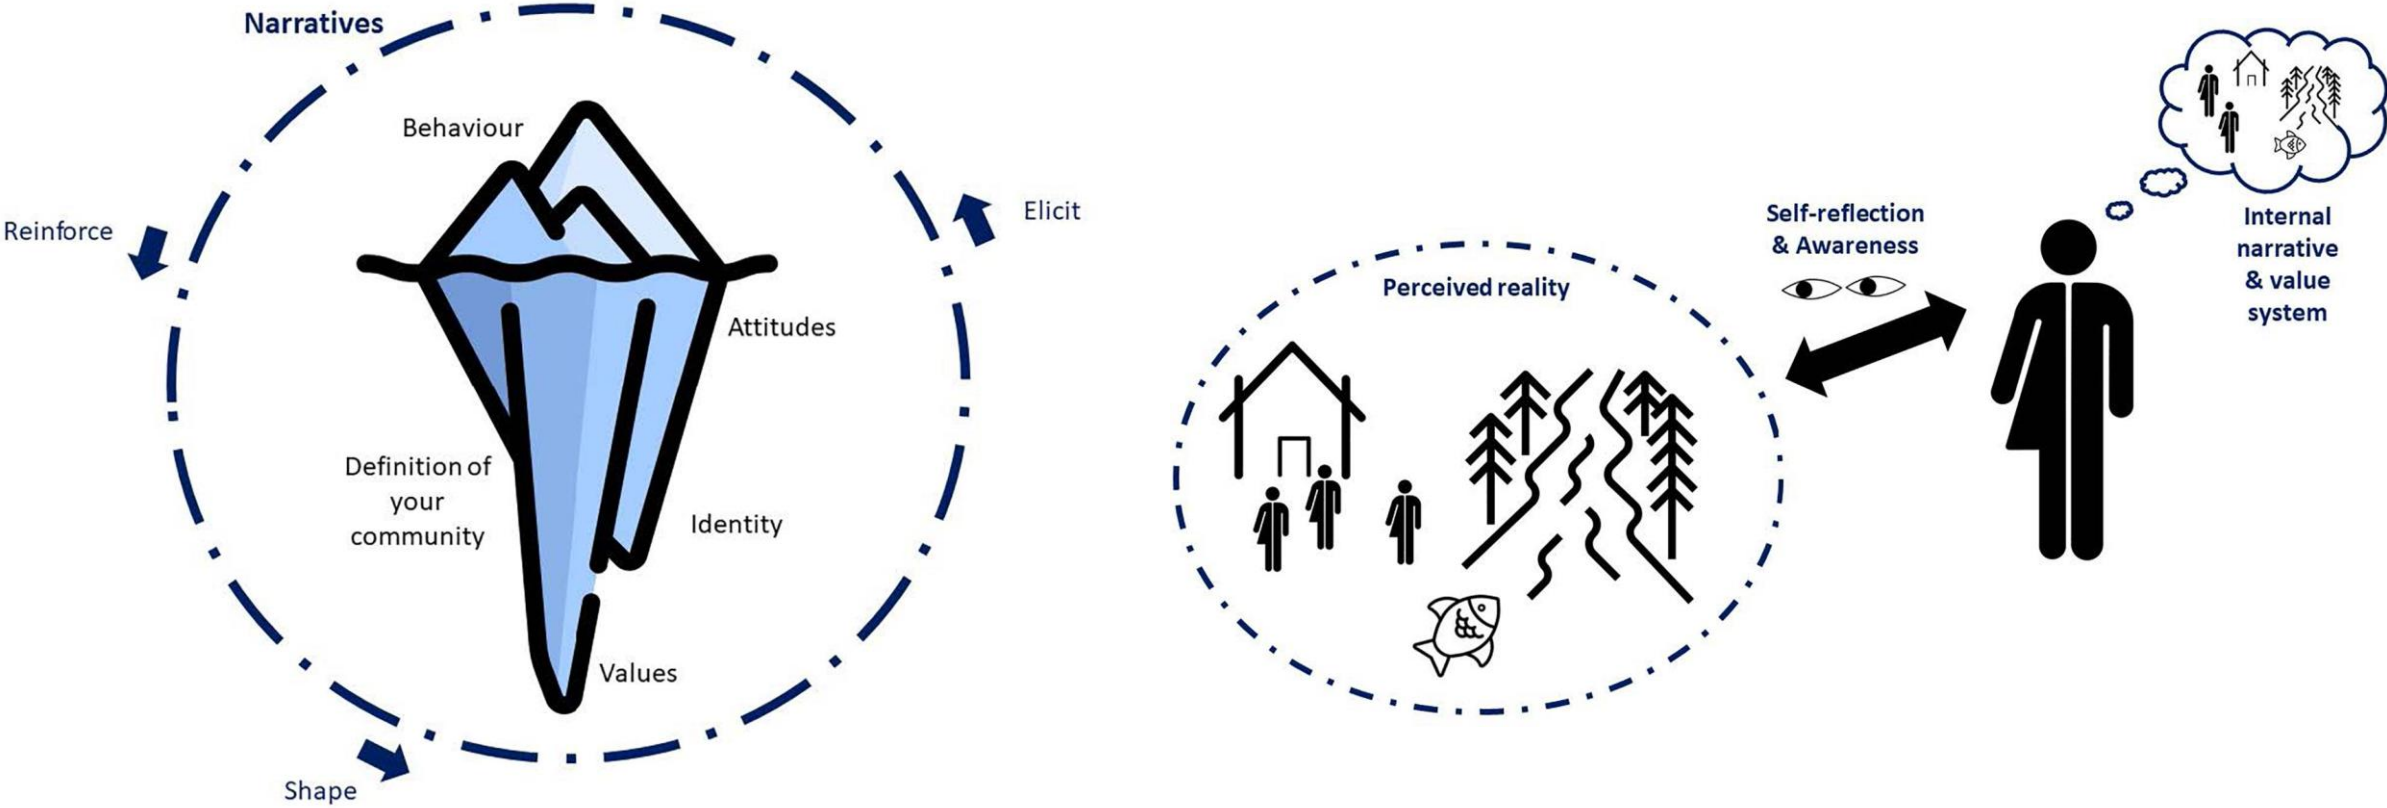 Narratives
Behaviour
Reinforce
Elicit
Attitudes
Definition of
your
community
Identity
Values
Shape
Perceived reality
Self-reflection
& Awareness
Internal
narrative
& value
system